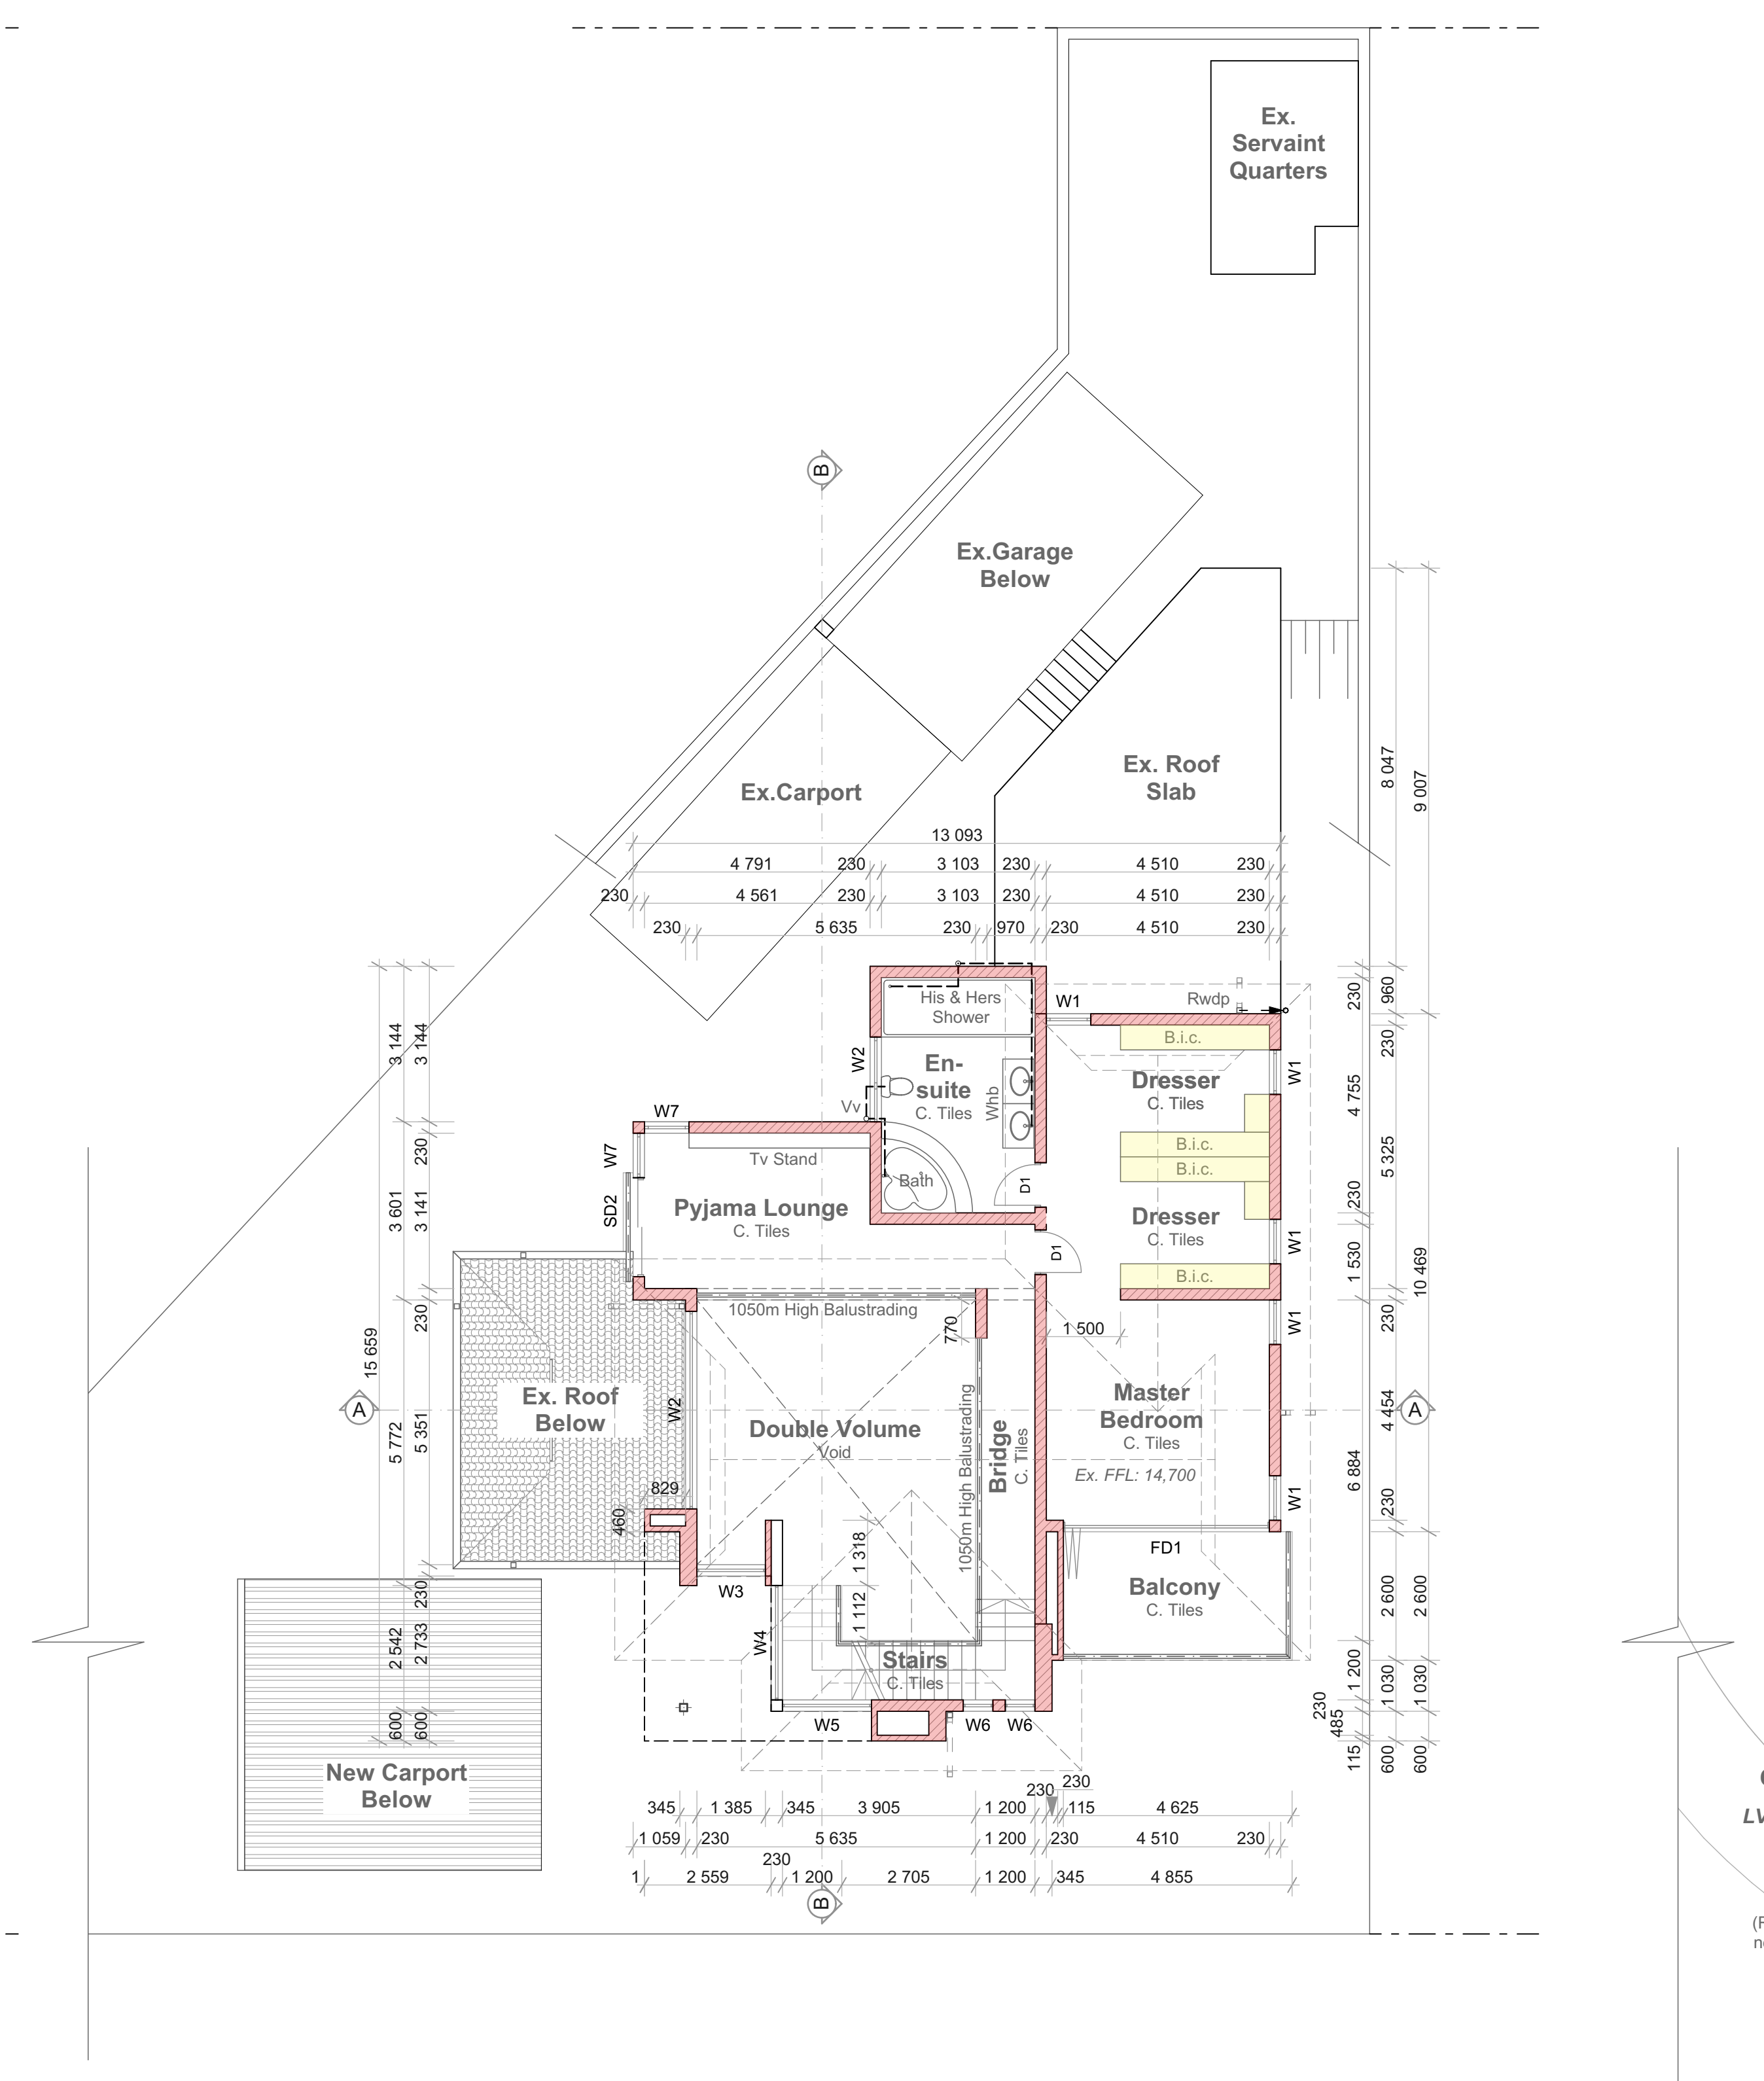 Ex.
Servaint
Quarters
B
Ex.Garage
Below
Ex.Carport
Ex. Roof
Slab
8 047
9 007
13 093
4 791
230
3 103
230
4 510
230
230
4 561
230
3 103
230
4 510
230
230
5 635
230
970
230
4 510
230
His & Hers
Shower
W1
Rwdp
B.i.c.
W2
En-
suite
C. Tiles
Whb
Vv
Dresser
C. Tiles
W1
W7
Tv Stand
Bath
D1
B.i.c.
B.i.c.
W7
SD2
Pyjama Lounge
C. Tiles
D1
Dresser
C. Tiles
W1
B.i.c.
1050m High Balustrading
770
1 500
W1
Ex. Roof
Below
W2
Double Volume
Void
1050m High Balustrading
Bridge
C. Tiles
Master
Bedroom
C. Tiles
Ex. FFL: 14,700
W1
A
A
829
460
1 318
1 112
W3
W4
FD1
Balcony
C. Tiles
Stairs
C. Tiles
W5
W6
W6
New Carport
Below
3 144
3 144
230
3 601
3 141
230
15 659
5 772
5 351
230
2 542
2 733
600
600
230
960
230
4 755
5 325
230
1 530
10 469
230
4 454
6 884
230
2 600
2 600
1 200
1 030
1 030
230
485
115
600
600
230
230
345
1 385
345
3 905
1 200
115
4 625
1 059
230
5 635
1 200
230
4 510
230
230
1
2 559
1 200
2 705
1 200
345
4 855
B
LV
(F